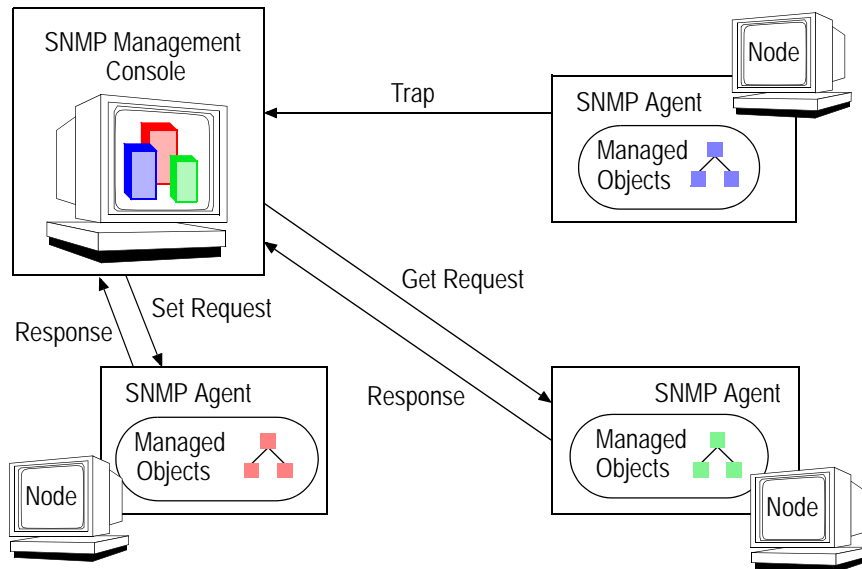 SNMP Management
Console
Trap
Node
SNMP Agent
Managed
Objects
Get Request
Response
Set Request
Response
SNMP Agent
Managed
Objects
Node
SNMP Agent
Managed
Objects
Node